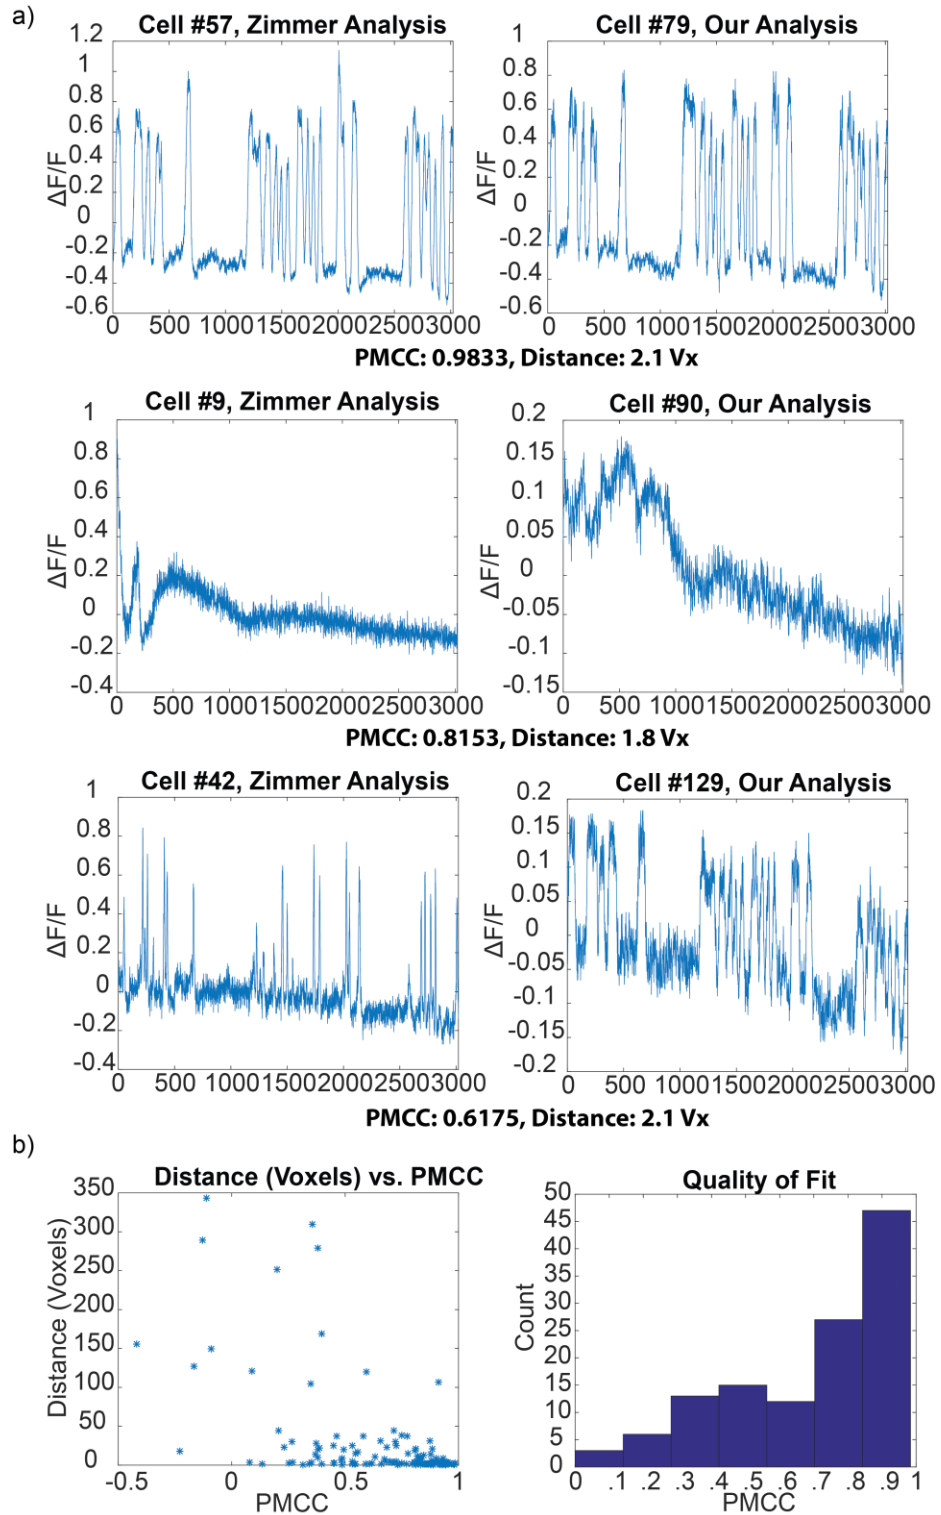 a)
Cell #57, Zimmer Analysis
1.2
1
0.8
0.6
0.4
0.2
0
-0.2
-0.4
-0.6
ΔF/F
0 500 1000 1500 2000 2500 3000
Cell #79, Our Analysis
1
0.8
0.6
0.4
0.2
0
-0.2
-0.4
-0.6
ΔF/F
0 500 1000 1500 2000 2500 3000
PMCC: 0.9833, Distance: 2.1 Vx
Cell #9, Zimmer Analysis
1
0.8
0.6
0.4
0.2
0
-0.2
-0.4
ΔF/F
0 500 1000 1500 2000 2500 3000
Cell #90, Our Analysis
0.2
0.15
0.1
0.05
0
-0.05
-0.1
-0.15
ΔF/F
0 500 1000 1500 2000 2500 3000
PMCC: 0.8153, Distance: 1.8 Vx
Cell #42, Zimmer Analysis
1
0.8
0.6
0.4
0.2
0
-0.2
-0.4
ΔF/F
0 500 1000 1500 2000 2500 3000
Cell #129, Our Analysis
0.2
0.15
0.1
0.05
0
-0.05
-0.1
-0.15
-0.2
ΔF/F
0 500 1000 1500 2000 2500 3000
PMCC: 0.6175, Distance: 2.1 Vx
b)
Distance (Voxels) vs. PMCC
350
300
250
200
150
100
50
0
Distance (Voxels)
-0.5 0 0.5 1
PMCC
Quality of Fit
50
45
40
35
30
25
20
15
10
5
0
Count
0 .1 .2 .3 .4 .5 .6 .7 .8 .9 1
PMCC